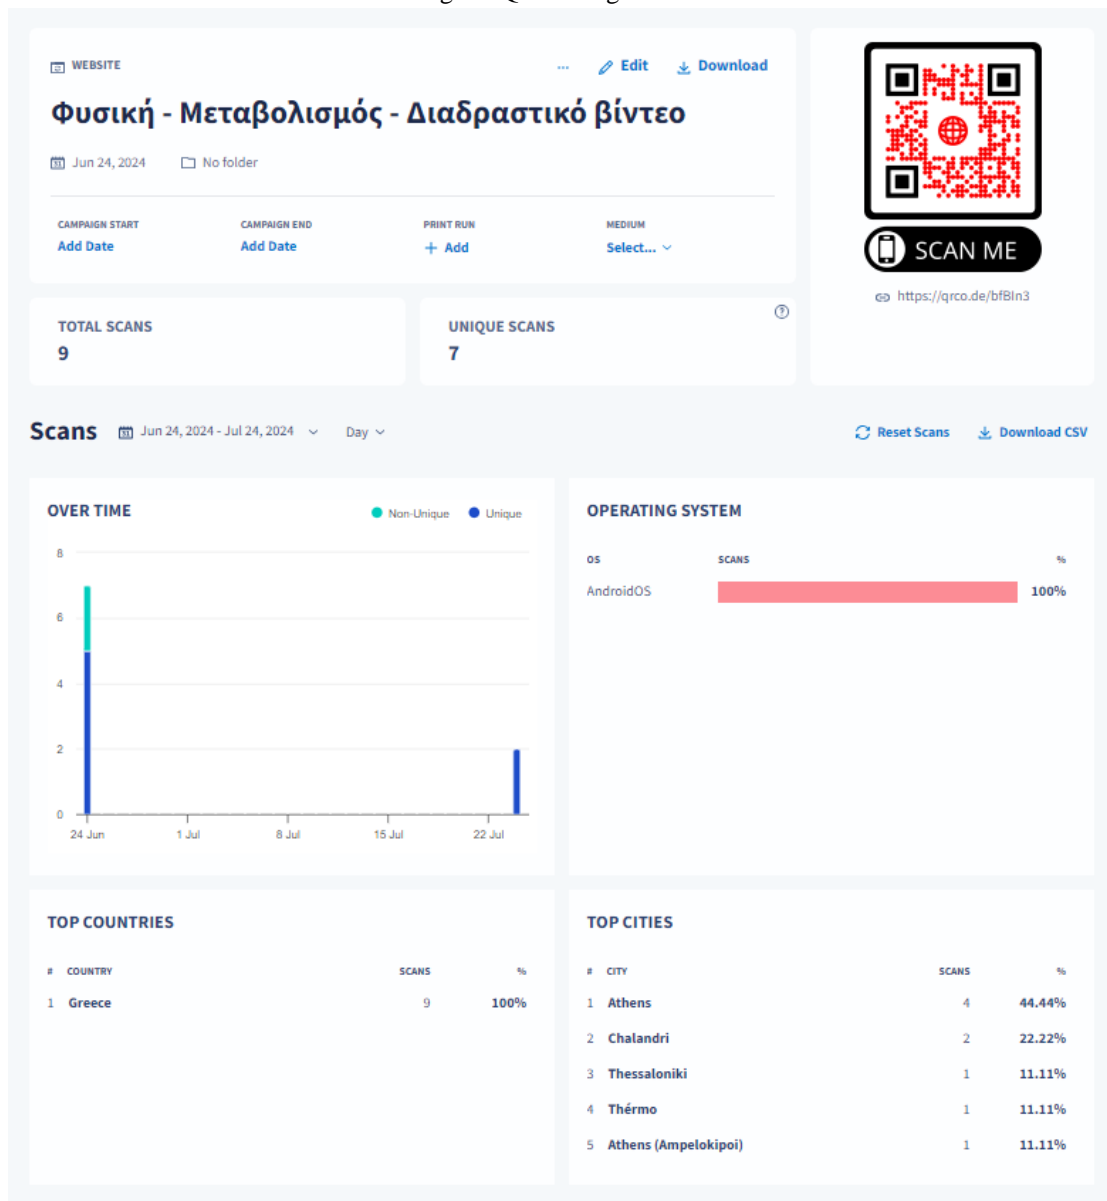 WEBSITE
... Edit Download
Φυσική - Μεταβολισμός - Διαδραστικό βίντεο
Jun 24, 2024 No folder
CAMPAIGN START CAMPAIGN END PRINT RUN MEDIUM
Add Date Add Date + Add Select...
SCAN ME
https://qrco.de/bfBIn3
TOTAL SCANS
9
UNIQUE SCANS
7
Scans Jun 24, 2024 - Jul 24, 2024 Day
Reset Scans Download CSV
OVER TIME
Non-Unique Unique
8
6
4
2
0
24 Jun 1 Jul 8 Jul 15 Jul 22 Jul
OPERATING SYSTEM
OS SCANS %
AndroidOS 100%
TOP COUNTRIES
# COUNTRY SCANS %
1 Greece 9 100%
TOP CITIES
# CITY SCANS %
1 Athens 4 44.44%
2 Chalandri 2 22.22%
3 Thessaloniki 1 11.11%
4 Thérmo 1 11.11%
5 Athens (Ampelokipoi) 1 11.11%